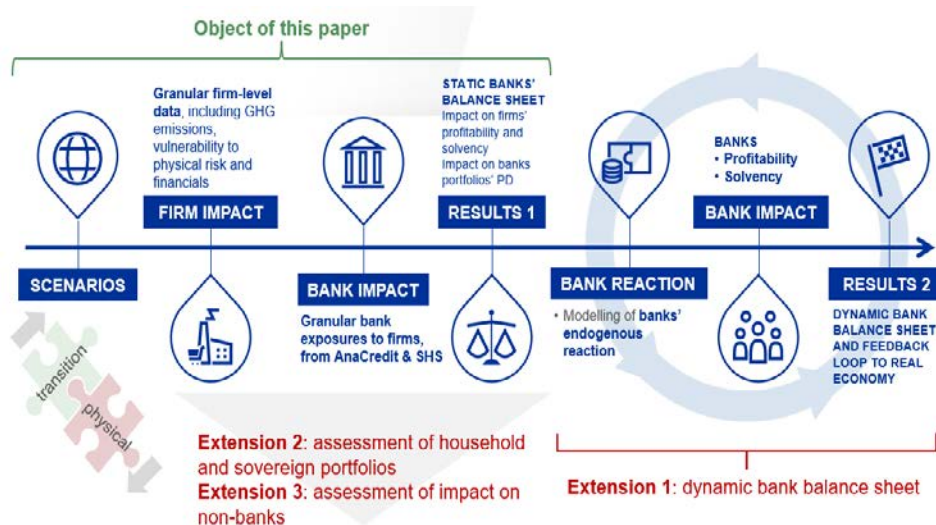 Object of this paper
Granular firm-level
data, including GHG
emissions,
vulnerability to
physical risk and
financials
FIRM IMPACT
STATIC BANKS'
BALANCE SHEET
Impact on firms'
profitability and
solvency
Impact on banks
portfolios' PD
RESULTS 1
BANKS
• Profitability
• Solvency
BANK IMPACT
SCENARIOS
BANK IMPACT
Granular bank
exposures to firms,
from AnaCredit & SHS
BANK REACTION
• Modelling of banks'
endogenous
reaction
RESULTS 2
DYNAMIC BANK
BALANCE SHEET
AND FEEDBACK
LOOP TO REAL
ECONOMY
transition
physical
Extension 2: assessment of household
and sovereign portfolios
Extension 3: assessment of impact on
non-banks
Extension 1: dynamic bank balance sheet